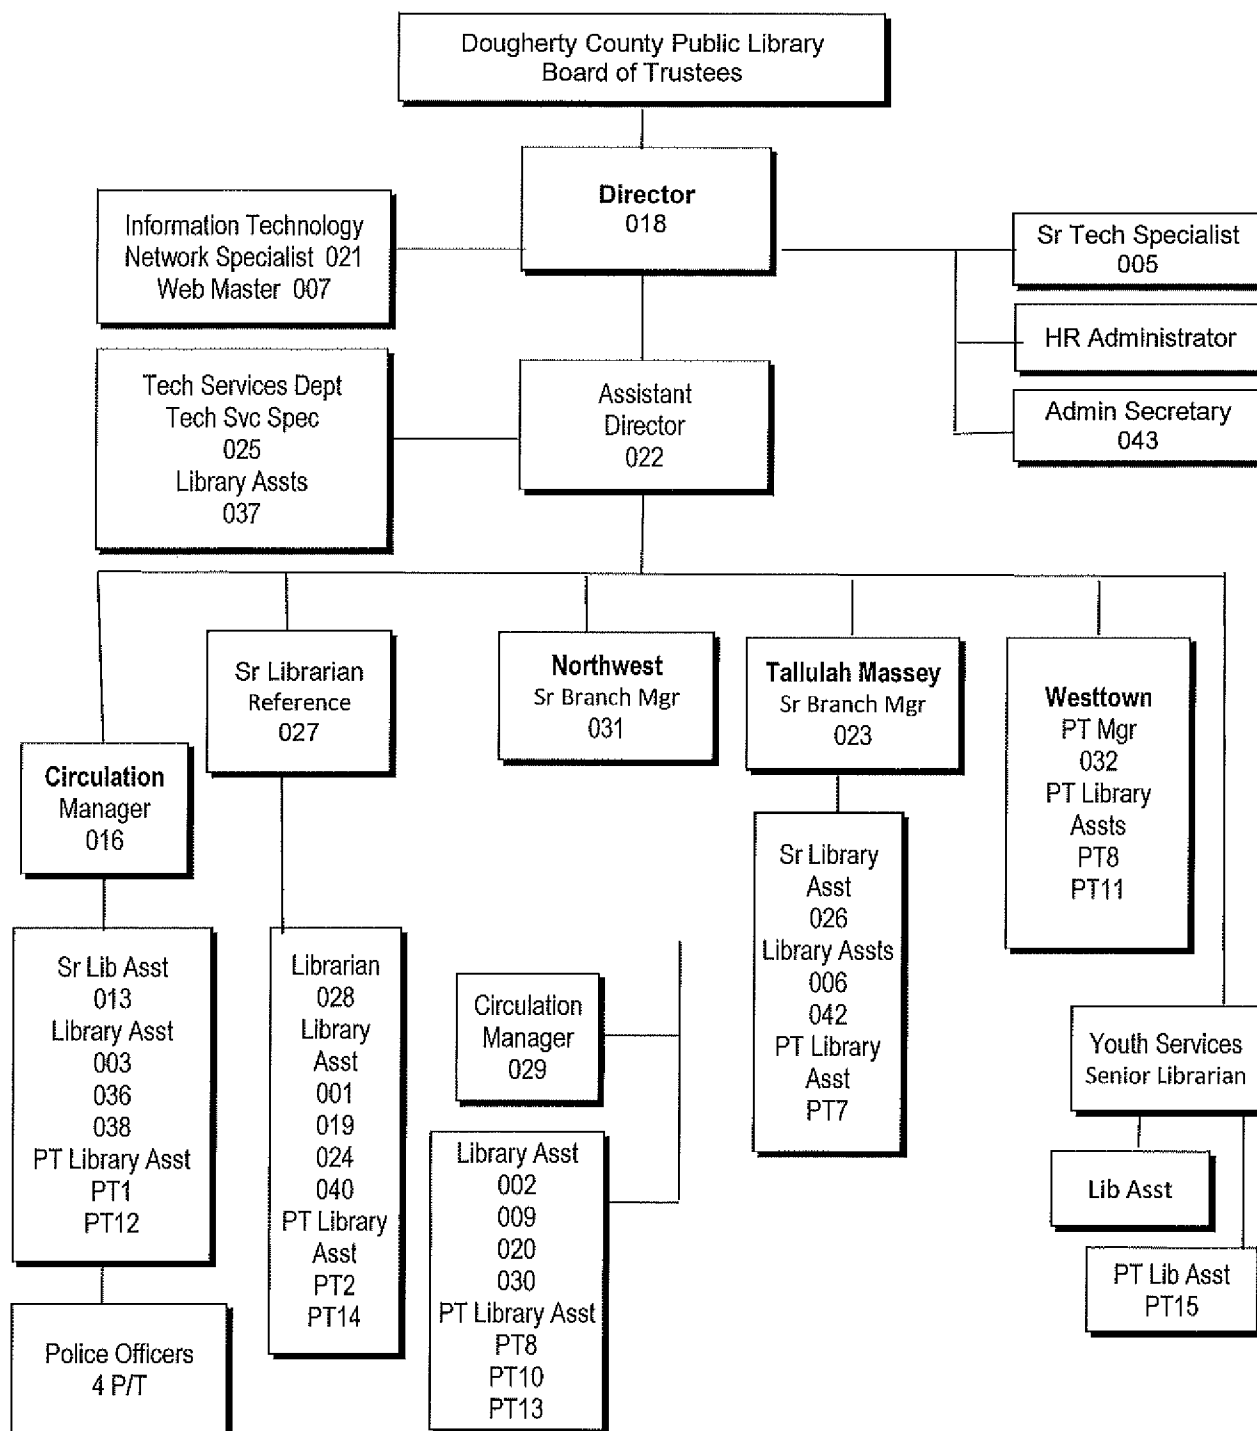 Dougherty County Public Library
Board of Trustees
Director
018
Information Technology
Network Specialist 021
Web Master 007
Sr Tech Specialist
005
HR Administrator
Admin Secretary
043
Tech Services Dept
Tech Svc Spec
025
Library Assts
037
Assistant
Director
022
Circulation
Manager
016
Sr Librarian
Reference
027
Northwest
Sr Branch Mgr
031
Tallulah Massey
Sr Branch Mgr
023
Westtown
PT Mgr
032
PT Library
Assts
PT8
PT11
Sr Lib Asst
013
Library Asst
003
036
038
PT Library Asst
PT1
PT12
Police Officers
4 P/T
Librarian
028
Library
Asst
001
019
024
040
PT Library
Asst
PT2
PT14
Circulation
Manager
029
Library Asst
002
009
020
030
PT Library Asst
PT8
PT10
PT13
Sr Library
Asst
026
Library Assts
006
042
PT Library
Asst
PT7
Youth Services
Senior Librarian
Lib Asst
PT Lib Asst
PT15